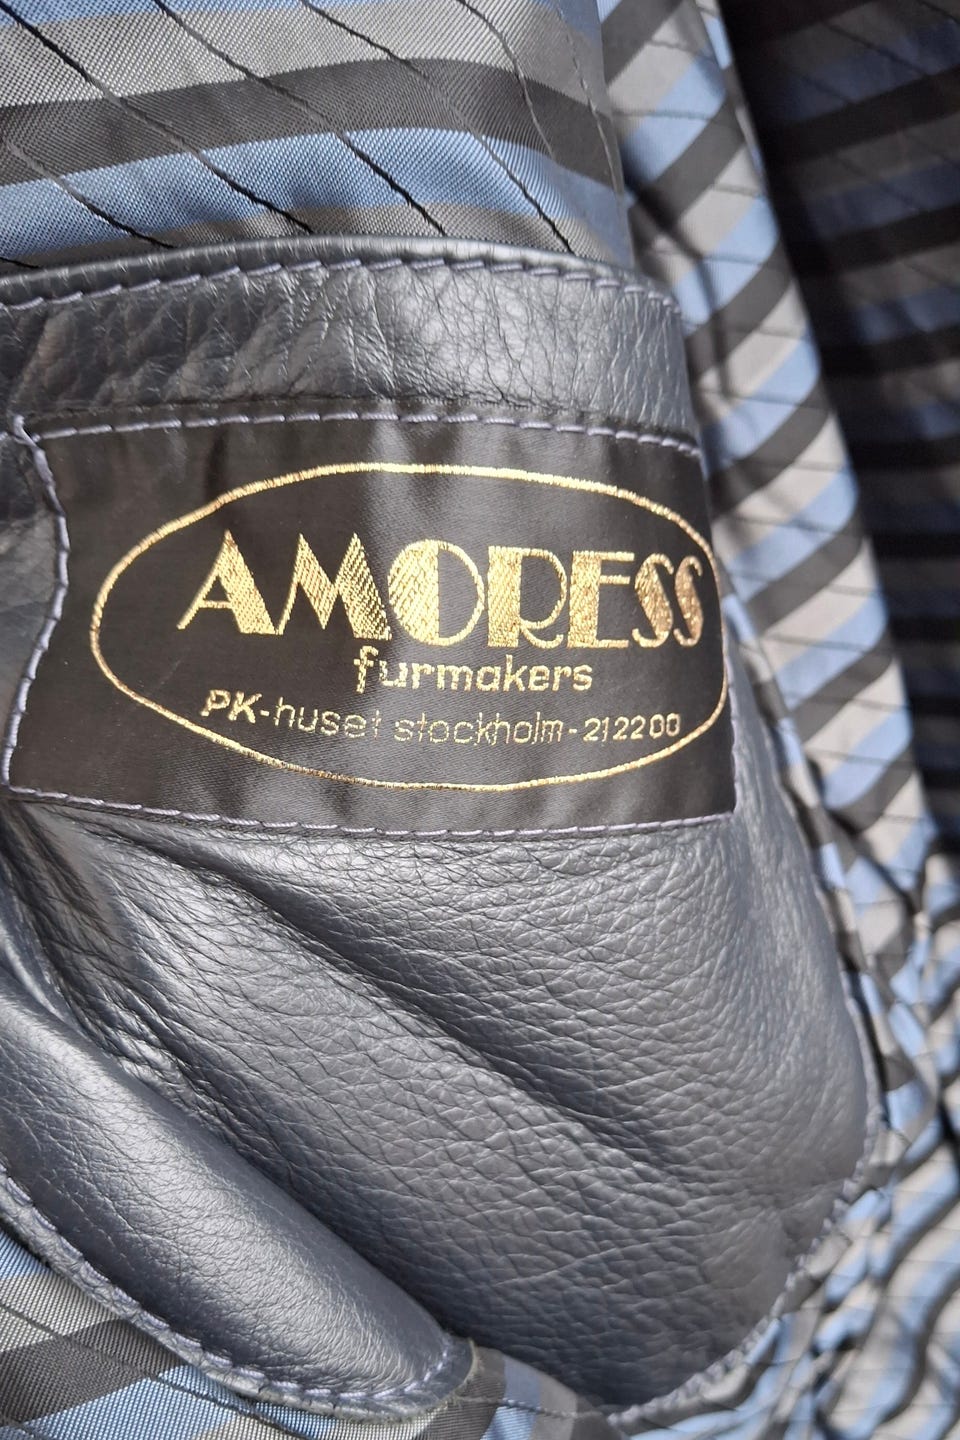 AMORESS
furmakers
PK-huset stockholm-212200